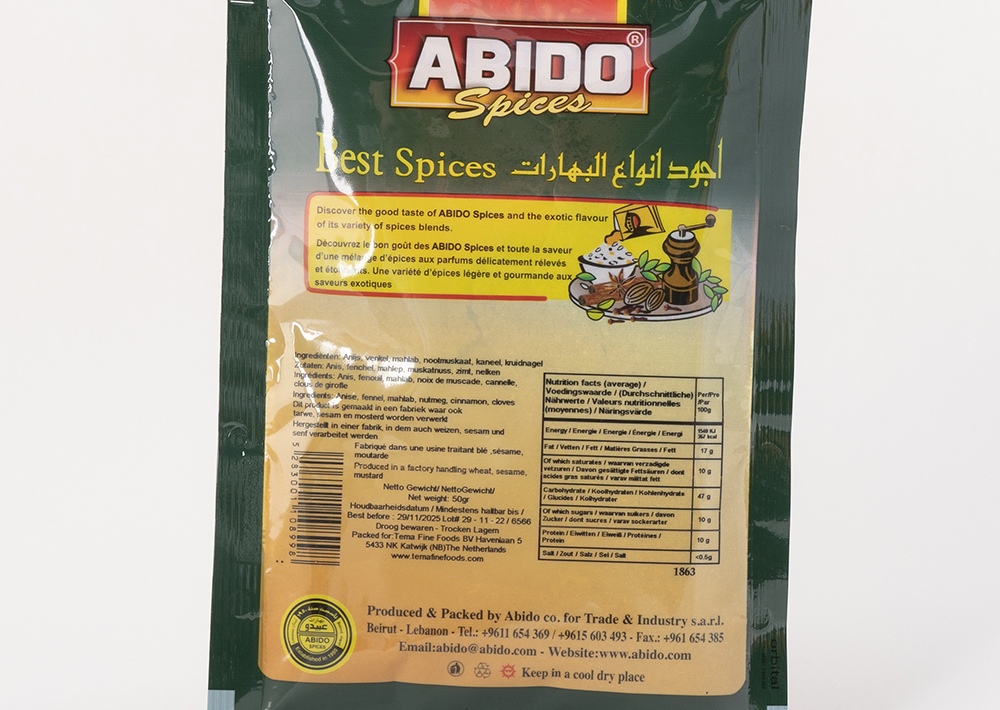 ABIDO®
Spices
Best Spices اجود انواع البهارات
Discover the good taste of ABIDO Spices and the exotic flavour
of its variety of spices blends.
Découvrez le bon goût des ABIDO Spices et toute la saveur
d'une mélange d'épices aux parfums délicatement rélevés
et Une variété d'épices légère et gourmande aux
saveurs exotiques
Ingrediënten: Anijs, venkel, mahlab, nootmuskaat, kaneel, kruidnagel
Zutaten: Anis, fenchel, mahlep, muskatnuss, zimt, nelken
Ingrédients: Anis, fenouil, mahlab, noix de muscade, cannelle,
clous de girofle
Ingredients: Anise, fennel, mahlab, nutmeg, cinnamon, cloves
Dit product is gemaakt in een fabriek waar ook
tarwe, sesam en mosterd worden verwerkt
Hergestellt in einer fabrik, in dem auch weizen, sesam und
senf verarbeitet werden
Fabriqué dans une usine traitant blé ,sésame,
moutarde
Produced in a factory handling wheat, sesame,
mustard
Netto Gewicht/ NettoGewicht/
Net weight: 50gr
Houdbaarheidsdatum / Mindestens haltbar bis /
Best before : 29/11/2025 Lot# 29 - 11 - 22 / 6566
Droog bewaren - Trocken Lagern
Packed for:Tema Fine Foods BV Havenlaan 5
5433 NK Katwijk (NB)The Netherlands
www.temafinefoods.com
5 283001 108998
Nutrition facts (average) /
Voedingswaarde / (Durchschnittliche)
Nährwerte / Valeurs nutritionnelles
(moyennes) / Näringsvärde
Per/Pro
/Par
100g
Energy / Energie / Energie / Énergie / Energi 1540 KJ
367 kcal
Fat / Vetten / Fett / Matières Grasses / Fett 17 g
Of which saturates / waarvan verzadigde
vetzuren / Davon gesättigte Fettsäuren / dont
acides gras saturés / varav mättat fett 10 g
Carbohydrate / Koolhydraten / Kohlenhydrate
/ Glucides / Kolhydrater 47 g
Of which sugars / waarvan suikers / davon
Zucker / dont sucres / varav sockerarter 10 g
Protein / Eiwitten / Eiweiß / Protéines /
Protein 10 g
Salt / Zout / Salz / Sel / Salt <0.5g
1863
عبيدو
ABIDO
SPICES
Established in
Produced & Packed by Abido co. for Trade & Industry s.a.r.l.
Beirut - Lebanon - Tel.: +9611 654 369 / +9615 603 493 - Fax.: +961 654 385
Email:abido@abido.com - Website:www.abido.com
Keep in a cool dry place